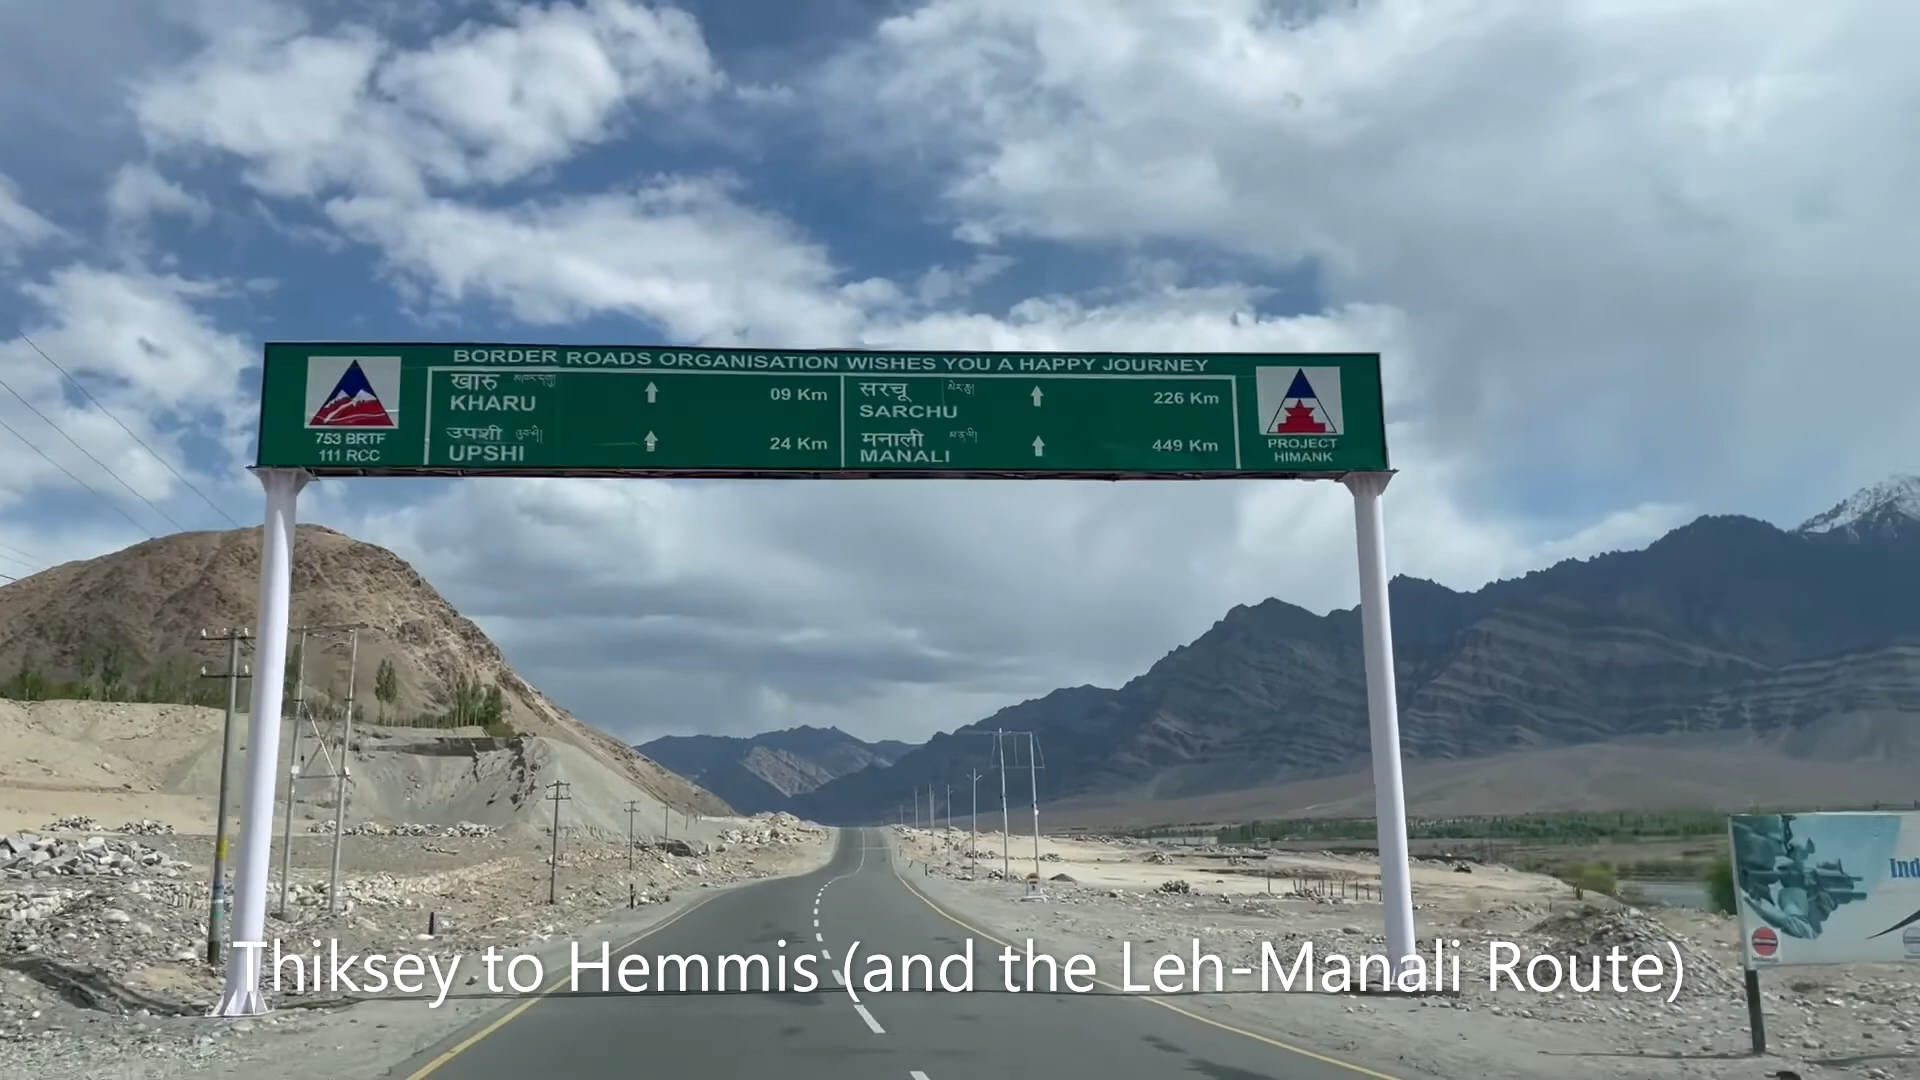 BORDER ROADS ORGANISATION WISHES YOU A HAPPY JOURNEY
753 BRTF
111 RCC
खारु
KHARU 09 Km
उपशी
UPSHI 24 Km
सरचू
SARCHU 226 Km
मनाली མ་ན་ལི།
MANALI 449 Km
PROJECT
HIMANK
Ind
Thiksey to Hemmis (and the Leh-Manali Route)